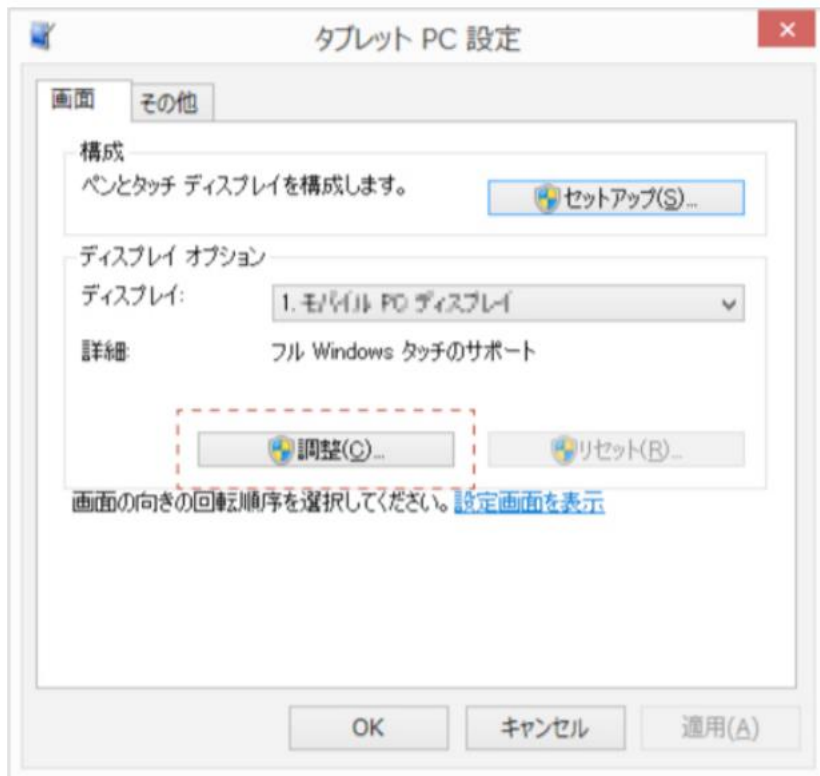 タブレット PC 設定
画面
その他
構成
ペンとタッチ ディスプレイを構成します。
セットアップ(S)...
ディスプレイ オプション
ディスプレイ:
1. モバイル PC ディスプレイ
詳細:
フル Windows タッチのサポート
調整(C)...
リセット(R)...
画面の向きの回転順序を選択してください。設定画面を表示
OK
キャンセル
適用(A)